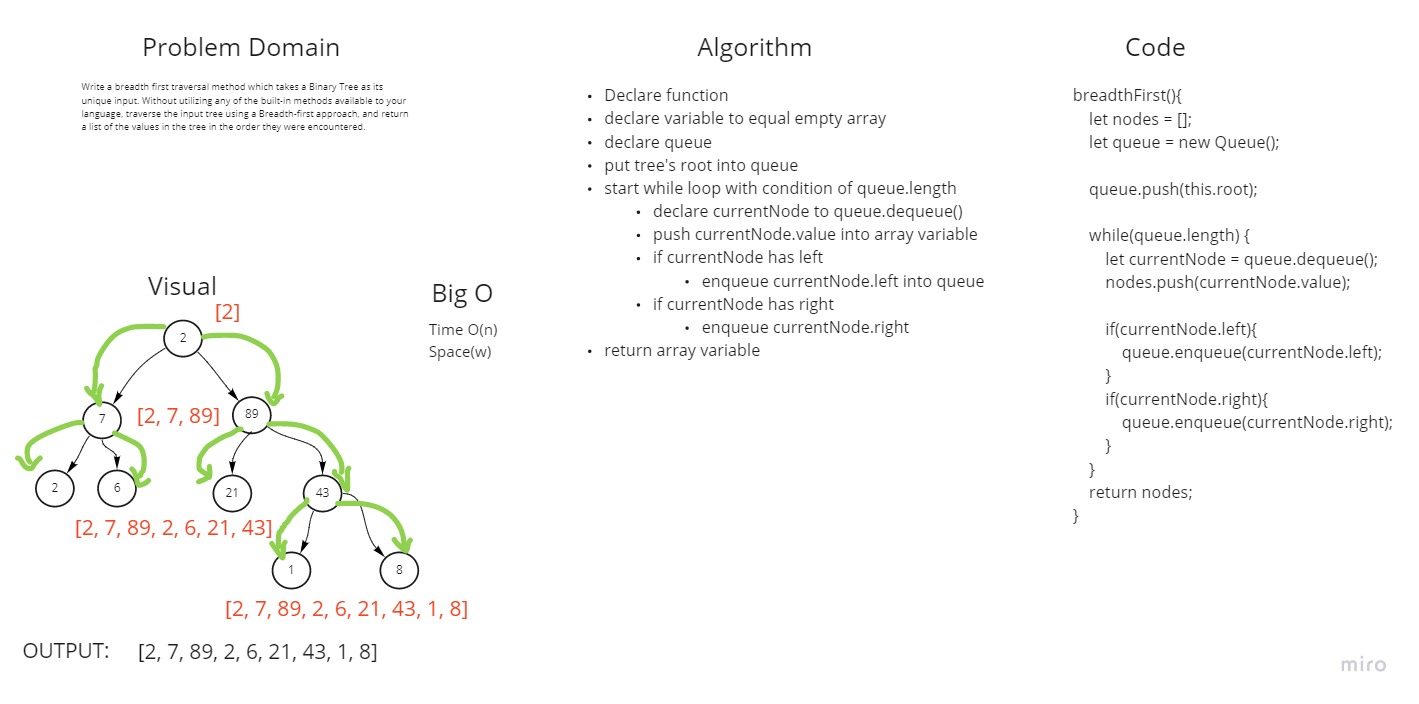 Problem Domain
Write a breadth first traversal method which takes a Binary Tree as its
unique input. Without utilizing any of the built-in methods available to your
language, traverse the input tree using a Breadth-first approach, and return
a list of the values in the tree in the order they were encountered.
Visual
[2]
2
7
[2, 7, 89]
89
2
6
21
43
[2, 7, 89, 2, 6, 21, 43]
1
8
[2, 7, 89, 2, 6, 21, 43, 1, 8]
OUTPUT: [2, 7, 89, 2, 6, 21, 43, 1, 8]
Big O
Time O(n)
Space(w)
Algorithm
• Declare function
• declare variable to equal empty array
• declare queue
• put tree's root into queue
• start while loop with condition of queue.length
• declare currentNode to queue.dequeue()
• push currentNode.value into array variable
• if currentNode has left
• enqueue currentNode.left into queue
• if currentNode has right
• enqueue currentNode.right
• return array variable
Code
breadthFirst(){
let nodes = [];
let queue = new Queue();
queue.push(this.root);
while(queue.length) {
let currentNode = queue.dequeue();
nodes.push(currentNode.value);
if(currentNode.left){
queue.enqueue(currentNode.left);
}
if(currentNode.right){
queue.enqueue(currentNode.right);
}
}
return nodes;
}
miro